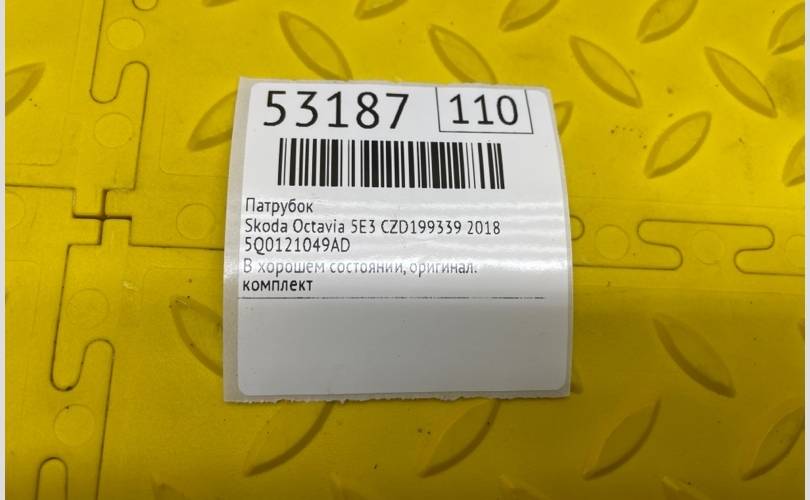 53187 110
Патрубок
Skoda Octavia 5E3 CZD199339 2018
5Q0121049AD
В хорошем состоянии, оригинал.
комплект